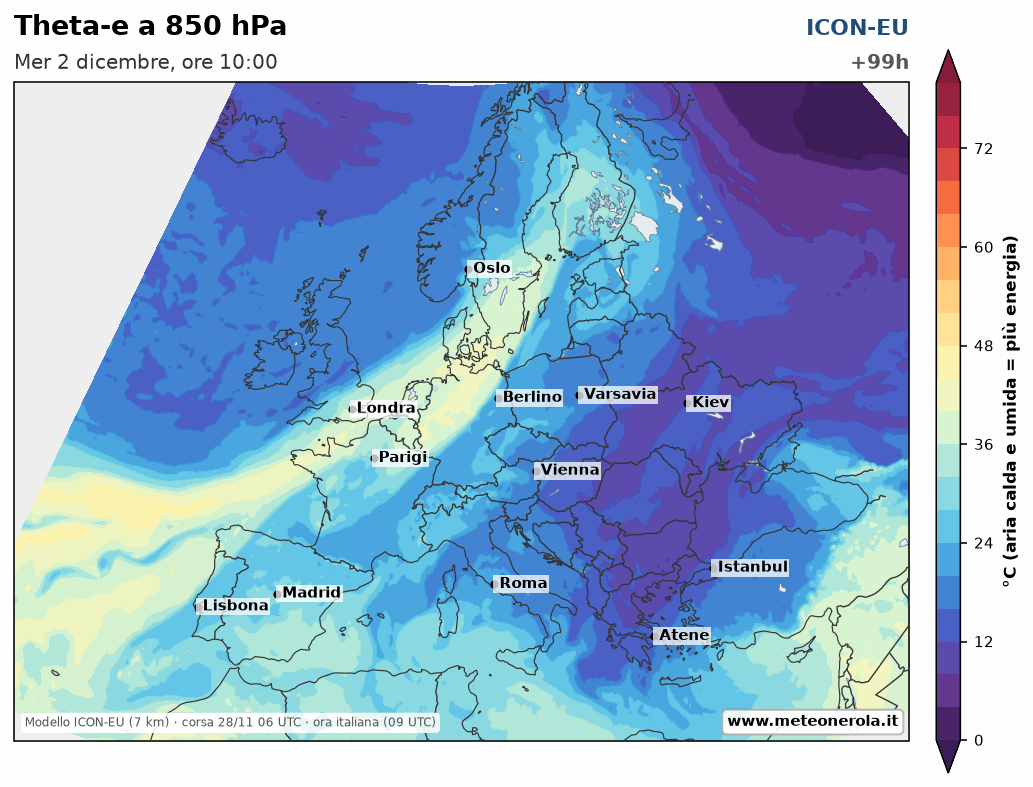 Theta-e a 850 hPa
ICON-EU
Mer 2 dicembre, ore 10:00
+99h
72
60
48
36
24
12
0
°C (aria calda e umida = più energia)
Oslo
Berlino
Varsavia
Kiev
Londra
Parigi
Vienna
Istanbul
Roma
Madrid
Lisbona
Atene
Modello ICON-EU (7 km) · corsa 28/11 06 UTC · ora italiana (09 UTC)
www.meteonerola.it